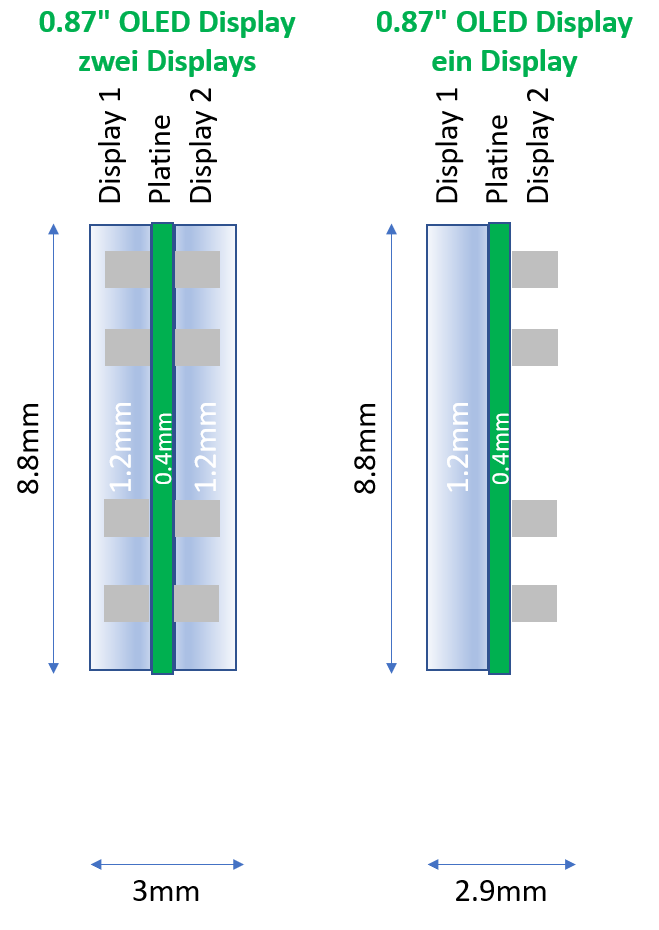 0.87" OLED Display
zwei Displays
Display 1
Platine
Display 2
8.8mm
1.2mm
0.4mm
1.2mm
3mm
0.87" OLED Display
ein Display
Display 1
Platine
Display 2
8.8mm
1.2mm
0.4mm
2.9mm